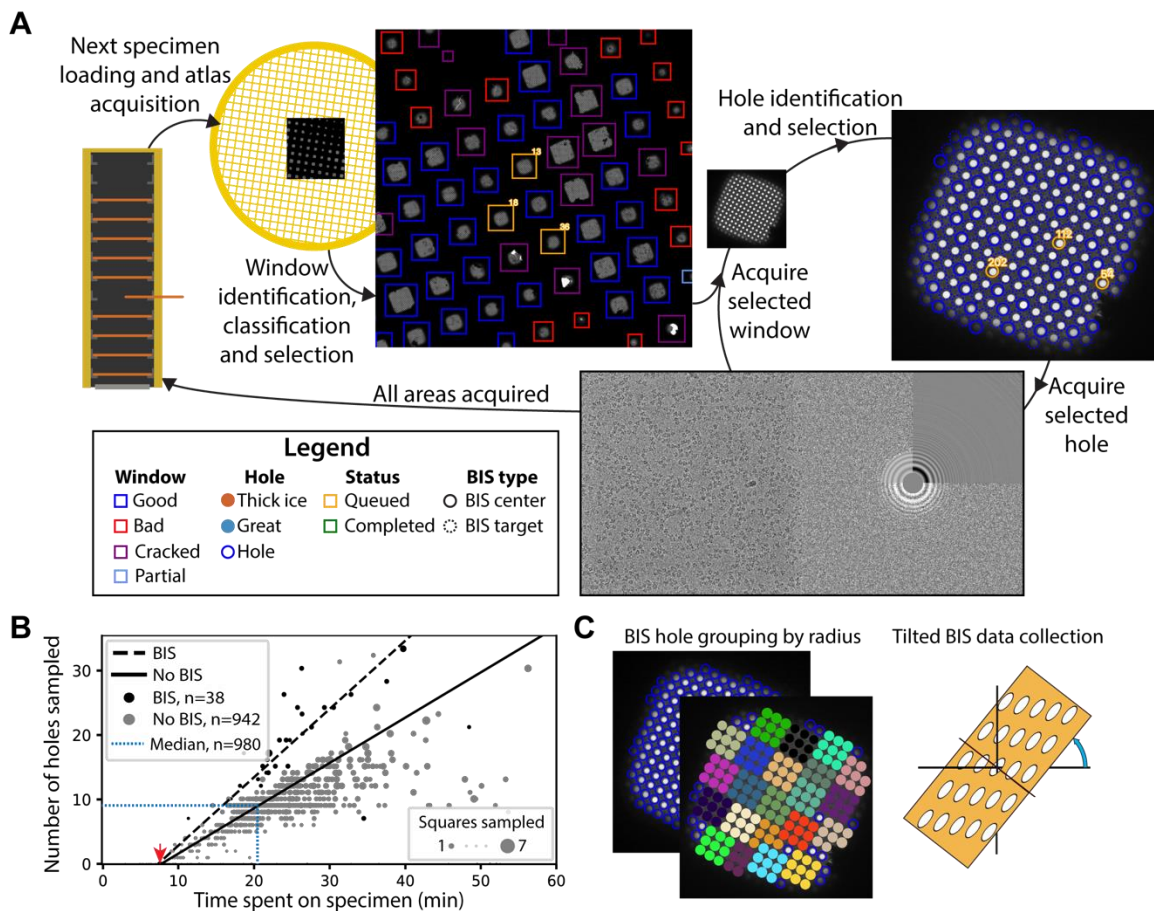 A
Next specimen
loading and atlas
acquisition
Window
identification,
classification
and selection
13
18
36
Acquire
selected
window
Hole identification
and selection
112
202
Acquire
selected
hole
All areas acquired
Legend
Window
Good
Bad
Cracked
Partial
Hole
Thick ice
Great
Hole
Status
Queued
Completed
BIS type
BIS center
BIS target
B
Number of holes sampled
30
20
10
0
BIS
No BIS
BIS, n=38
No BIS, n=942
Median, n=980
Squares sampled
1
7
0
10
20
30
40
50
60
Time spent on specimen (min)
C
BIS hole grouping by radius
Tilted BIS data collection